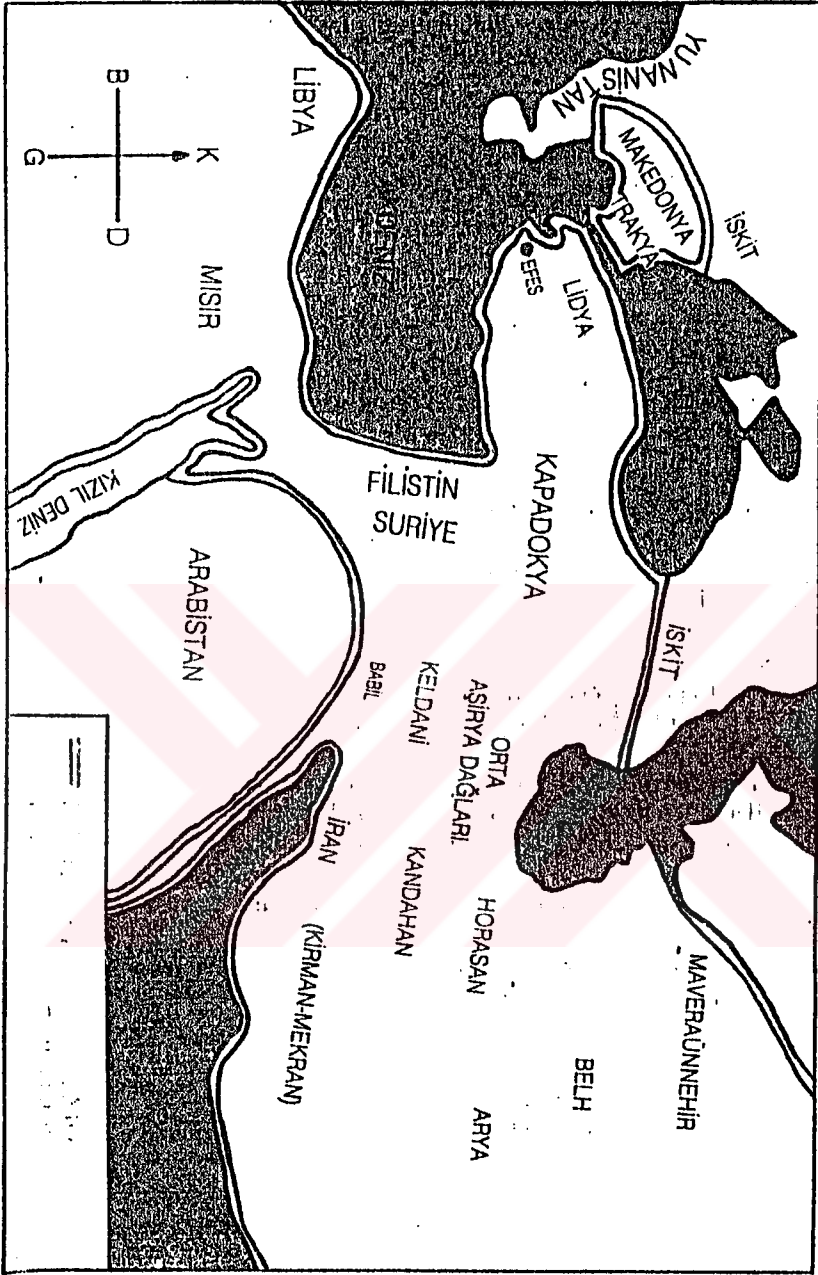 YUNANİSTAN
MAKEDONYA
TRAKYA
İSKİT
LİBYA
DENİZ
EFES
LİDYA
B
K
G
D
MISIR
KIZIL DENİZ
FİLİSTİN
SURİYE
KAPADOKYA
ARABİSTAN
İSKİT
BABİL
KELDANİ
ORTA
AŞİRYA DAĞLARI
İRAN
KANDAHAN
HORASAN
(KİRMAN-MEKRAN)
MAVERAÜNNEHİR
BELH
ARYA